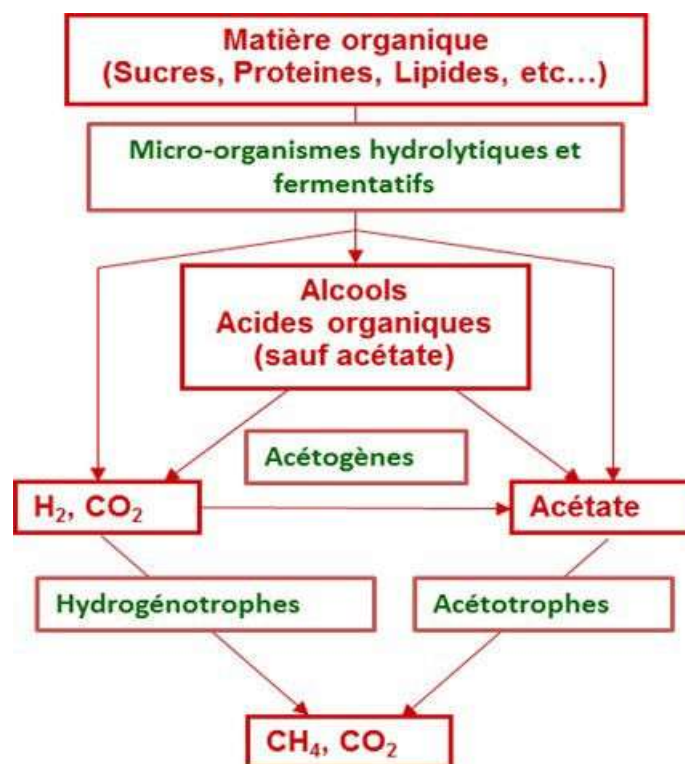 Matière organique
(Sucres, Proteines, Lipides, etc…)
Micro-organismes hydrolytiques et
fermentatifs
Alcools
Acides organiques
(sauf acétate)
Acétogènes
H₂, CO₂
Acétate
Hydrogénotrophes
Acétotrophes
CH₄, CO₂